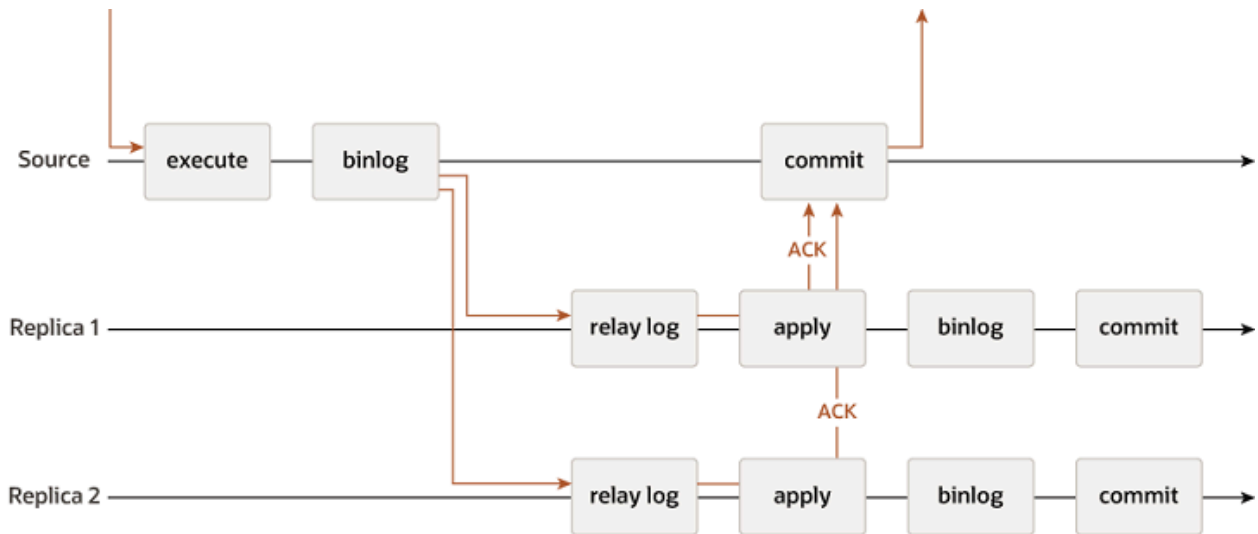 Source
execute
binlog
commit
ACK
Replica 1
relay log
apply
binlog
commit
ACK
Replica 2
relay log
apply
binlog
commit